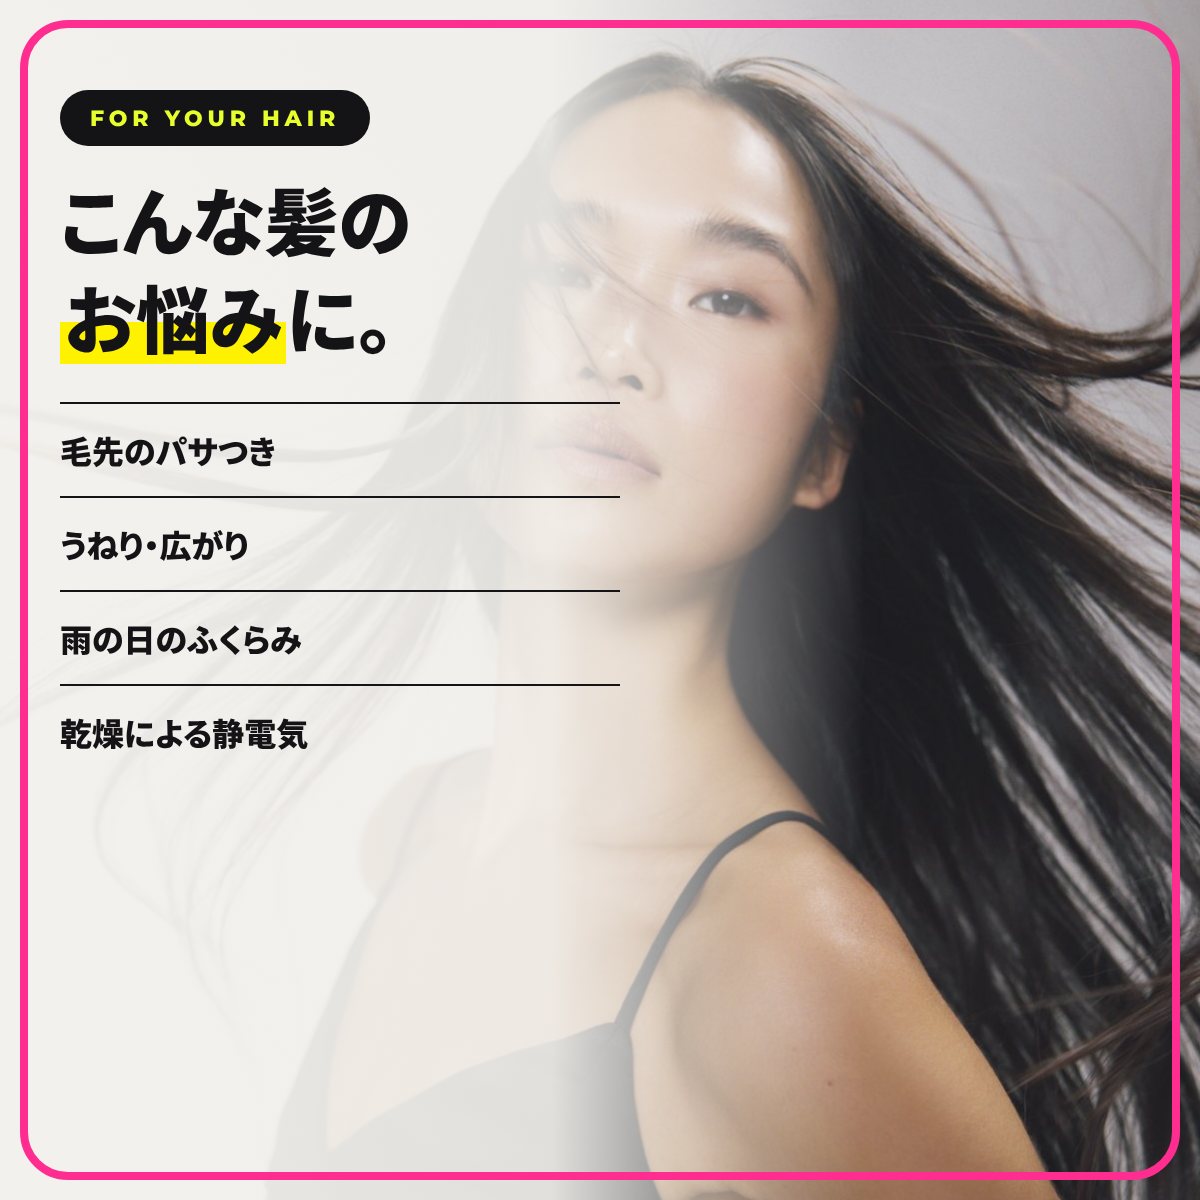 FOR YOUR HAIR
こんな髪の
お悩みに。
毛先のパサつき
うねり・広がり
雨の日のふくらみ
乾燥による静電気